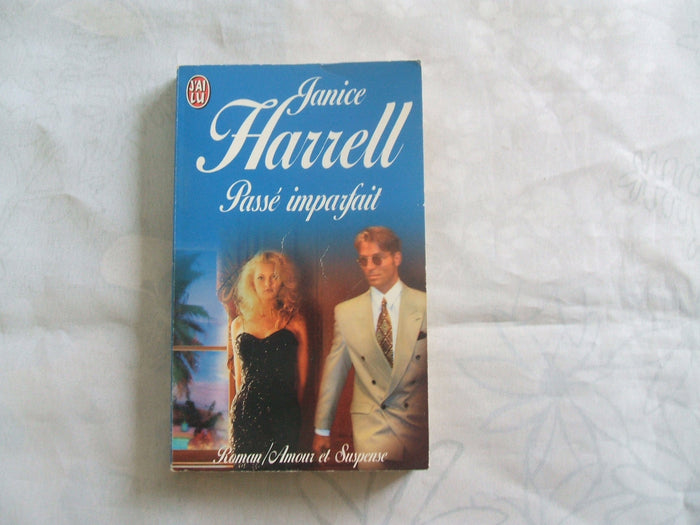 J'AI
LU
Janice
Harrell
Passé imparfait
Roman/Amour et Suspense